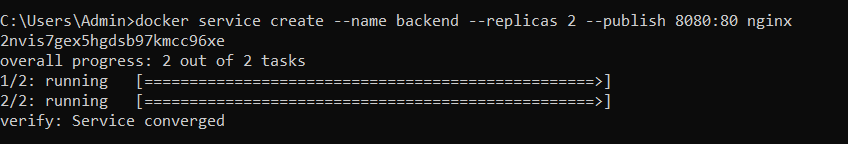 C:\Users\Admin>docker service create --name backend --replicas 2 --publish 8080:80 nginx
2nvis7gex5hgdsb97kmcc96xe
overall progress: 2 out of 2 tasks
1/2: running   [==================================================>]
2/2: running   [==================================================>]
verify: Service converged